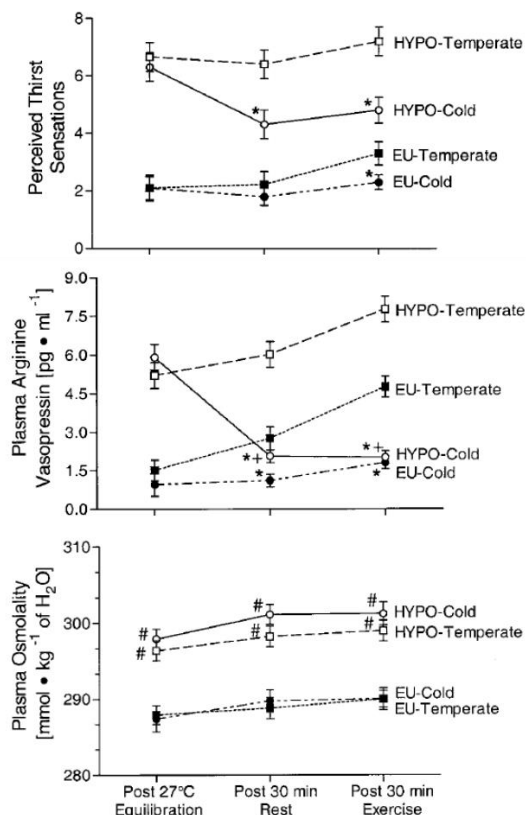 8
6
4
2
0
Perceived Thirst
Sensations
HYPO-Temperate
* HYPO-Cold
*
EU-Temperate
* EU-Cold
9.0
7.5
6.0
4.5
3.0
1.5
0.0
Plasma Arginine
Vasopressin [pg • ml -1]
HYPO-Temperate
EU-Temperate
*+ *+ HYPO-Cold
* * EU-Cold
310
300
290
280
Plasma Osmolality
[mmol • kg-1 of H2O]
# # # HYPO-Cold
# # # HYPO-Temperate
EU-Cold
EU-Temperate
Post 27°C
Equilibration
Post 30 min
Rest
Post 30 min
Exercise